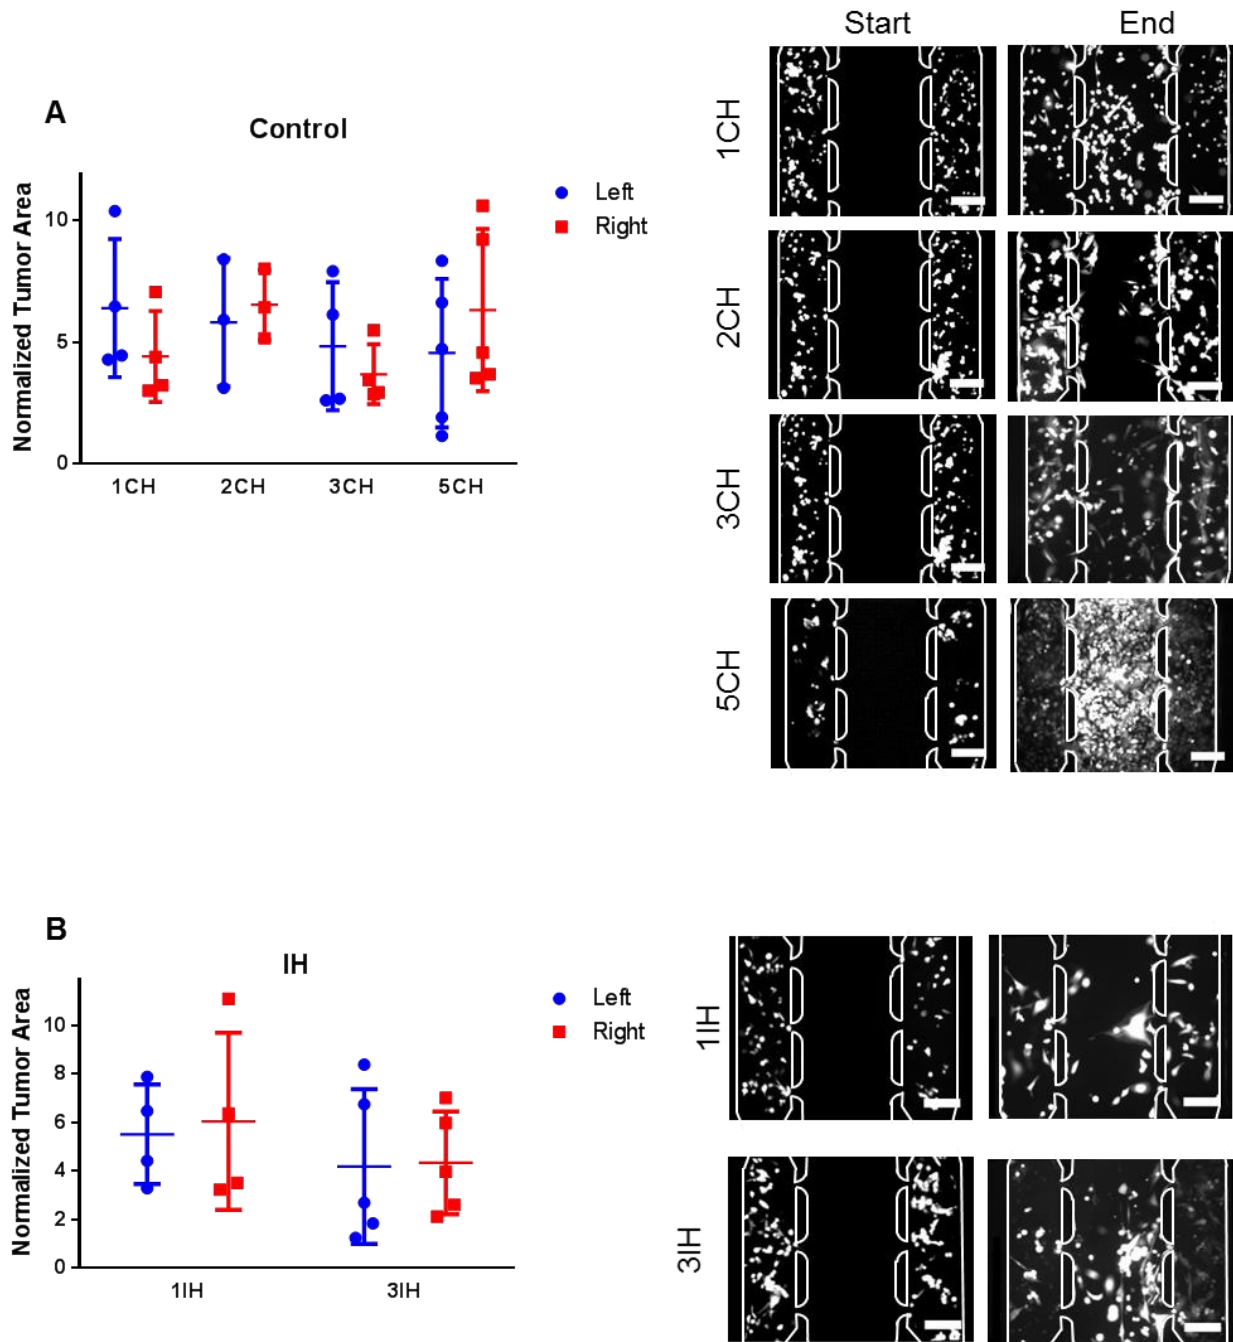 Start End
A
Control
Left
Right
Normalized Tumor Area
10
5
0
1CH 2CH 3CH 5CH
1CH
2CH
3CH
5CH
B
IH
Left
Right
Normalized Tumor Area
10
8
6
4
2
0
1IH 3IH
1IH
3IH